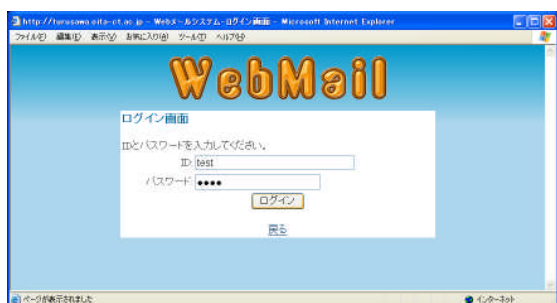 http://turusawa.oita-ct.ac.jp - Webメールシステム-ログイン画面 - Microsoft Internet Explorer
ファイル(F) 編集(E) 表示(V) お気に入り(A) ツール(T) ヘルプ(H)
WebMail
ログイン画面
IDとパスワードを入力してください。
ID: test
パスワード: ●●●●
ログイン
戻る
ページが表示されました インターネット